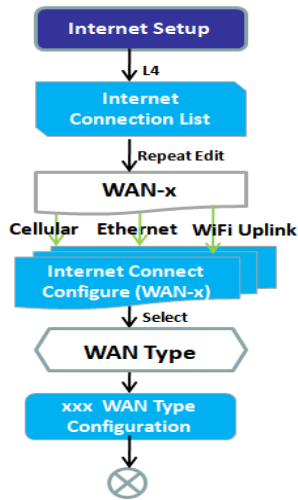 Internet Setup
L4
Internet
Connection List
Repeat Edit
WAN-x
Cellular Ethernet WiFi Uplink
Internet Connect
Configure (WAN-x)
Select
WAN Type
xxx WAN Type
Configuration